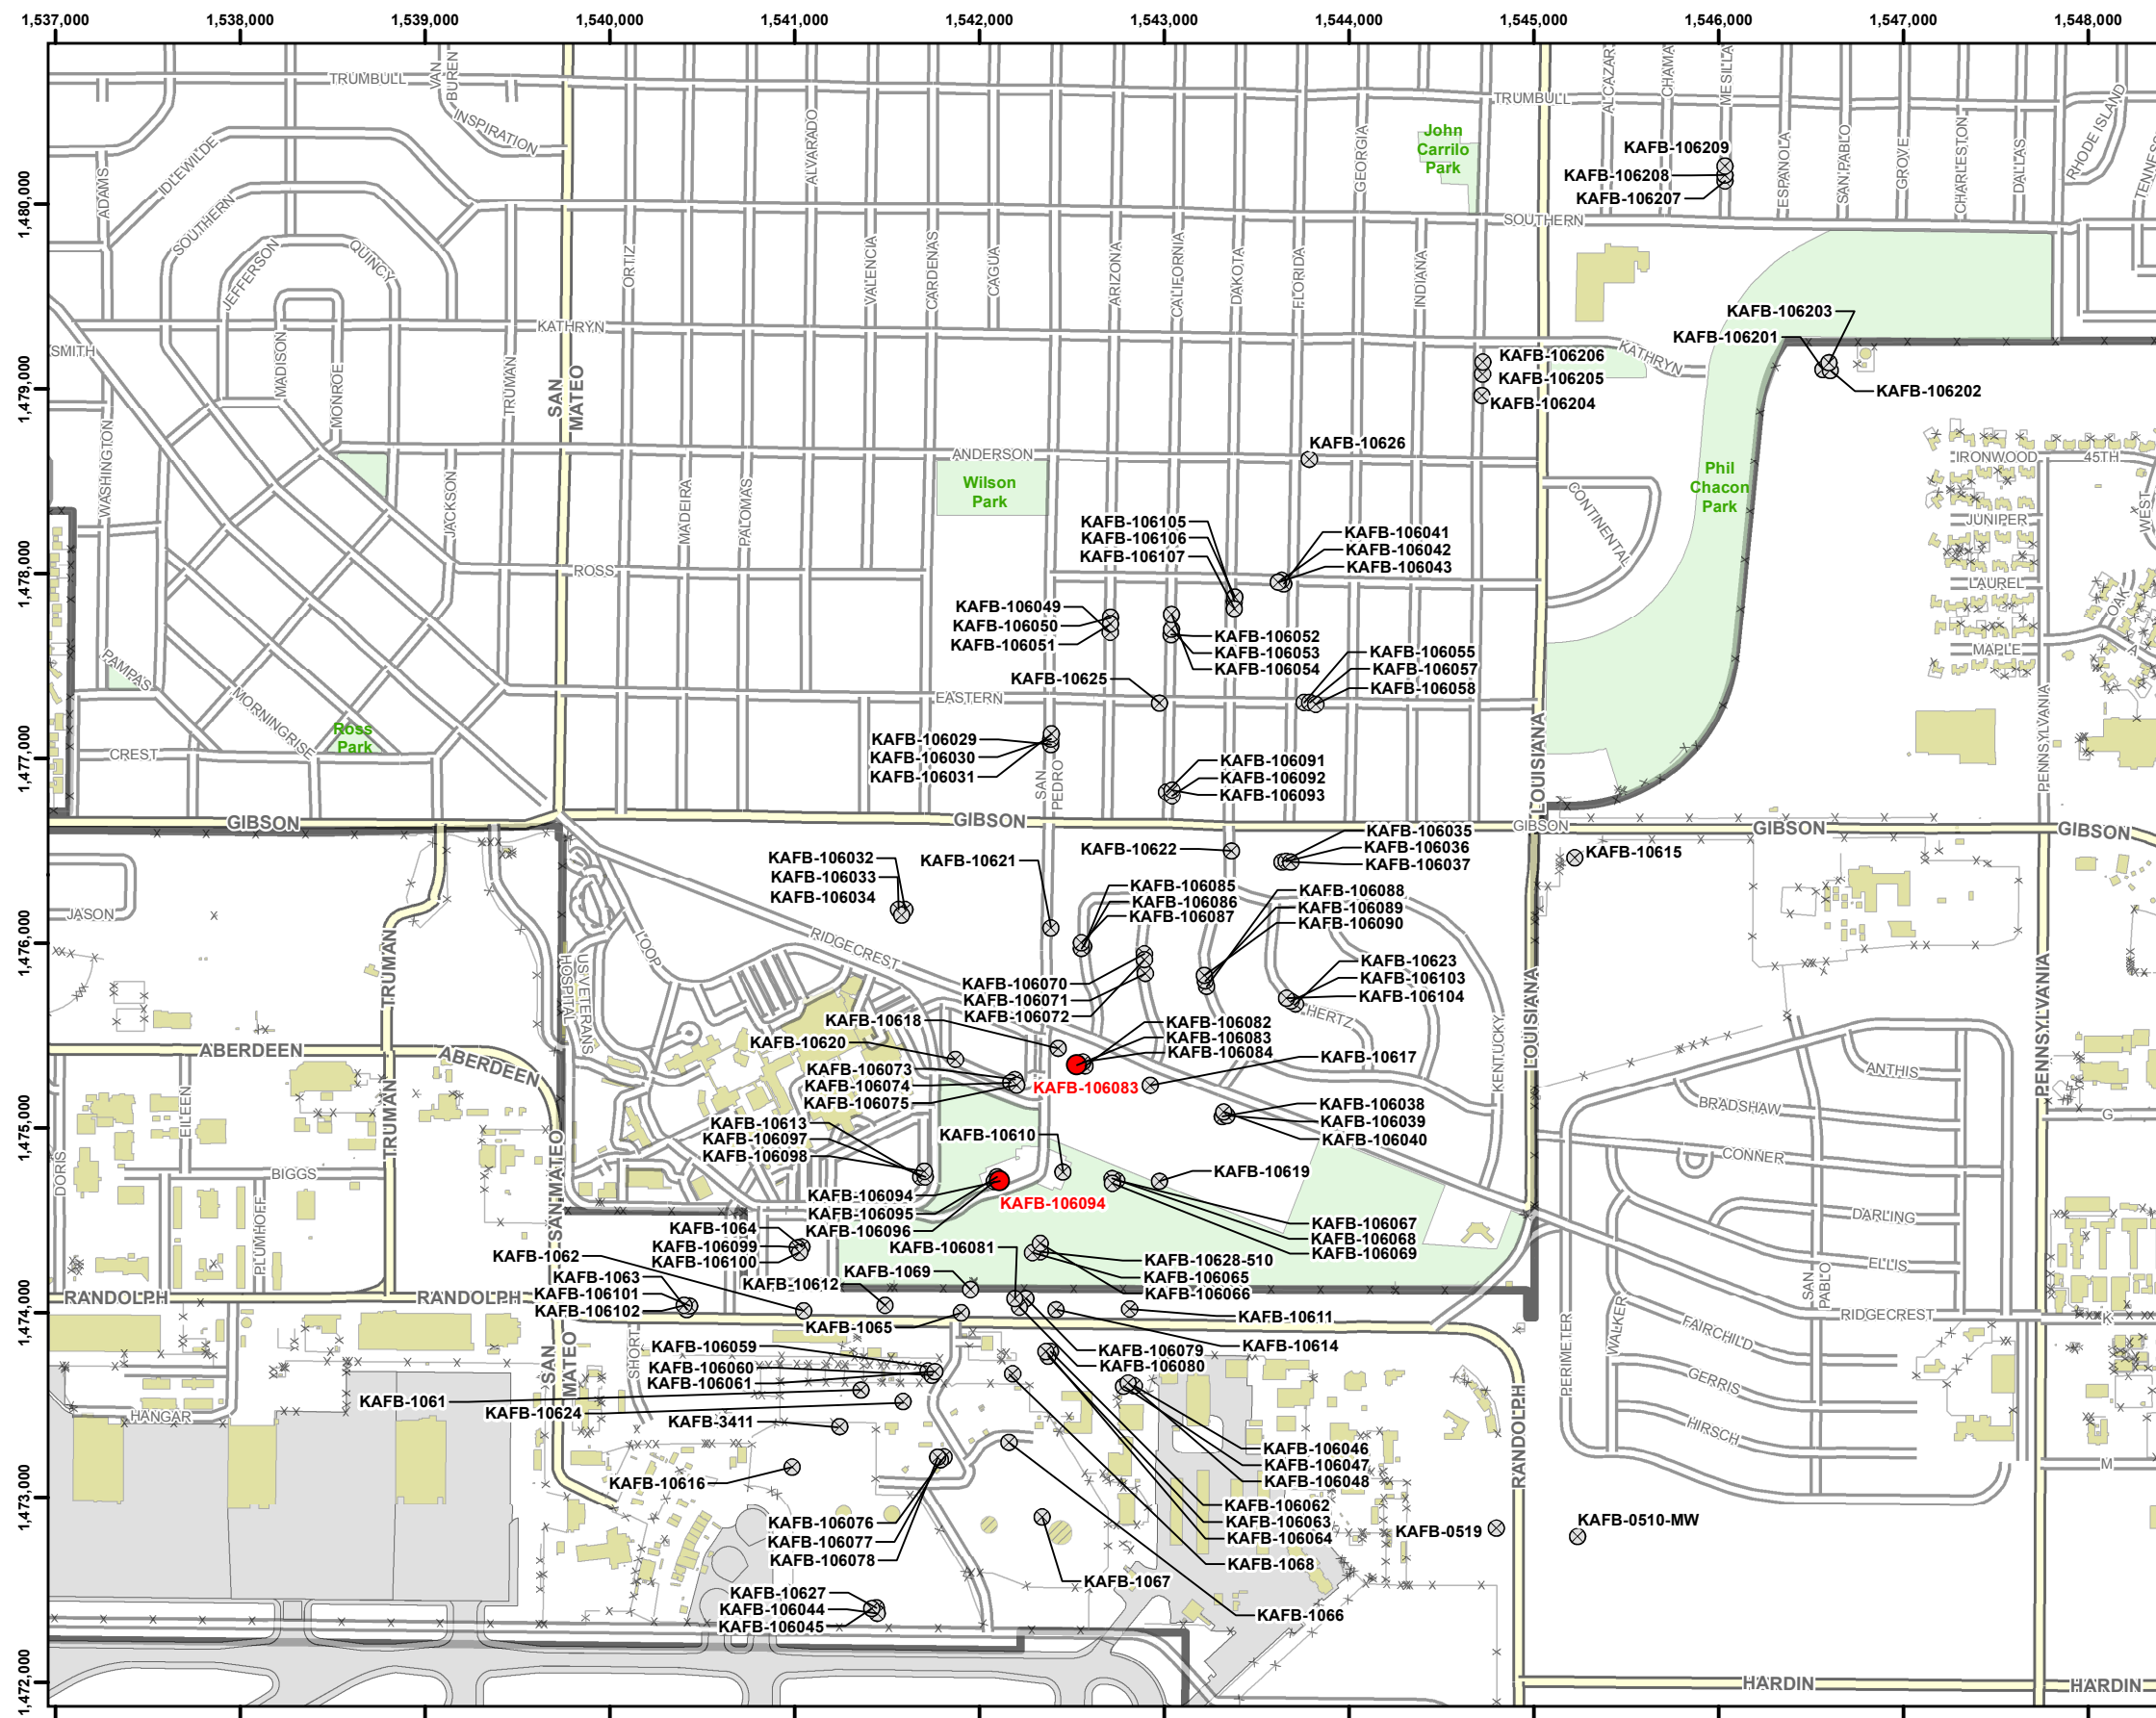 1,537,000 1,538,000 1,539,000 1,540,000 1,541,000 1,542,000 1,543,000 1,544,000 1,545,000 1,546,000 1,547,000 1,548,000
1,480,000
1,479,000
1,478,000
1,477,000
1,476,000
1,475,000
1,474,000
1,473,000
1,472,000
TRUMBULL
VAN
BUREN
INSPIRATION
TRUMBULL
ALCAZAR
CHAMA
MESILLA
RHODE ISLAND
ADAMS
IDLEWILDE
ALVARADO
GEORGIA
John
Carrilo
Park
ESPANOLA
SAN PABLO
GROVE
CHARLESTON
DALLAS
KAFB-106209
KAFB-106208
KAFB-106207
SOUTHERN
SOUTHERN
JEFFERSON
QUINCY
ORTIZ
VALENCIA
CARDENAS
CAGUA
ARIZONA
CALIFORNIA
DAKOTA
FLORIDA
INDIANA
KAFB-106203
KAFB-106201
KAFB-106202
SMITH
KATHRYN
KATHRYN
MADISON
MONROE
TRUMAN
SAN
MATEO
KAFB-106206
KAFB-106205
KAFB-106204
KAFB-10626
WASHINGTON
JACKSON
MADEIRA
PALOMAS
ANDERSON
Wilson
Park
CONTINENTAL
Phil
Chacon
Park
IRONWOOD
45TH
WEST
JUNIPER
LAUREL
OAK
MAPLE
ROSS
KAFB-106105
KAFB-106106
KAFB-106107
KAFB-106041
KAFB-106042
KAFB-106043
KAFB-106049
KAFB-106050
KAFB-106051
KAFB-106052
KAFB-106053
KAFB-106054
KAFB-106055
KAFB-106057
KAFB-106058
KAFB-10625
EASTERN
PAMPAS
MORNINGRISE
Ross
Park
CREST
KAFB-106029
KAFB-106030
KAFB-106031
SAN
PEDRO
KAFB-106091
KAFB-106092
KAFB-106093
LOUISIANA
PENNSYLVANIA
GIBSON
GIBSON
GIBSON
GIBSON
GIBSON
KAFB-106032
KAFB-106033
KAFB-106034
KAFB-10621
KAFB-10622
KAFB-106035
KAFB-106036
KAFB-106037
KAFB-10615
JASON
KAFB-106085
KAFB-106086
KAFB-106087
KAFB-106088
KAFB-106089
KAFB-106090
TRUMAN
HOSPITAL
US VETERANS
LOOP
RIDGECREST
KAFB-106070
KAFB-106071
KAFB-106072
KAFB-10623
KAFB-106103
KAFB-106104
HERTZ
KENTUCKY
LOUISIANA
PENNSYLVANIA
KAFB-10618
KAFB-10620
KAFB-106082
KAFB-106083
KAFB-106084
KAFB-10617
KAFB-106083
ABERDEEN
ABERDEEN
KAFB-106073
KAFB-106074
KAFB-106075
ANTHIS
BRADSHAW
G
EILEEN
TRUMAN
KAFB-10613
KAFB-106097
KAFB-106098
KAFB-10610
KAFB-106038
KAFB-106039
KAFB-106040
CONNER
DORIS
BIGGS
KAFB-10619
KAFB-106094
KAFB-106095
KAFB-106096
KAFB-106094
KAFB-106067
KAFB-106068
KAFB-106069
DARLING
PLUMHOFF
SAN MATEO
KAFB-1064
KAFB-106099
KAFB-106100
KAFB-106081
KAFB-10628-510
KAFB-106065
KAFB-106066
ELLIS
SAN
PABLO
KAFB-1062
KAFB-1063
KAFB-106101
KAFB-106102
KAFB-10612
KAFB-1069
KAFB-1065
KAFB-10611
KAFB-10614
RANDOLPH
RANDOLPH
RIDGECREST
K
PERIMETER
WALKER
FAIRCHILD
GERRIS
HIRSCH
SAN
MATEO
SHORT
KAFB-106059
KAFB-106060
KAFB-106061
KAFB-106079
KAFB-106080
KAFB-1061
KAFB-10624
KAFB-3411
HANGAR
RANDOLPH
KAFB-106046
KAFB-106047
KAFB-106048
M
KAFB-10616
KAFB-106062
KAFB-106063
KAFB-106064
KAFB-1068
KAFB-106076
KAFB-106077
KAFB-106078
KAFB-0519
KAFB-0510-MW
KAFB-1067
KAFB-1066
KAFB-10627
KAFB-106044
KAFB-106045
HARDIN
HARDIN